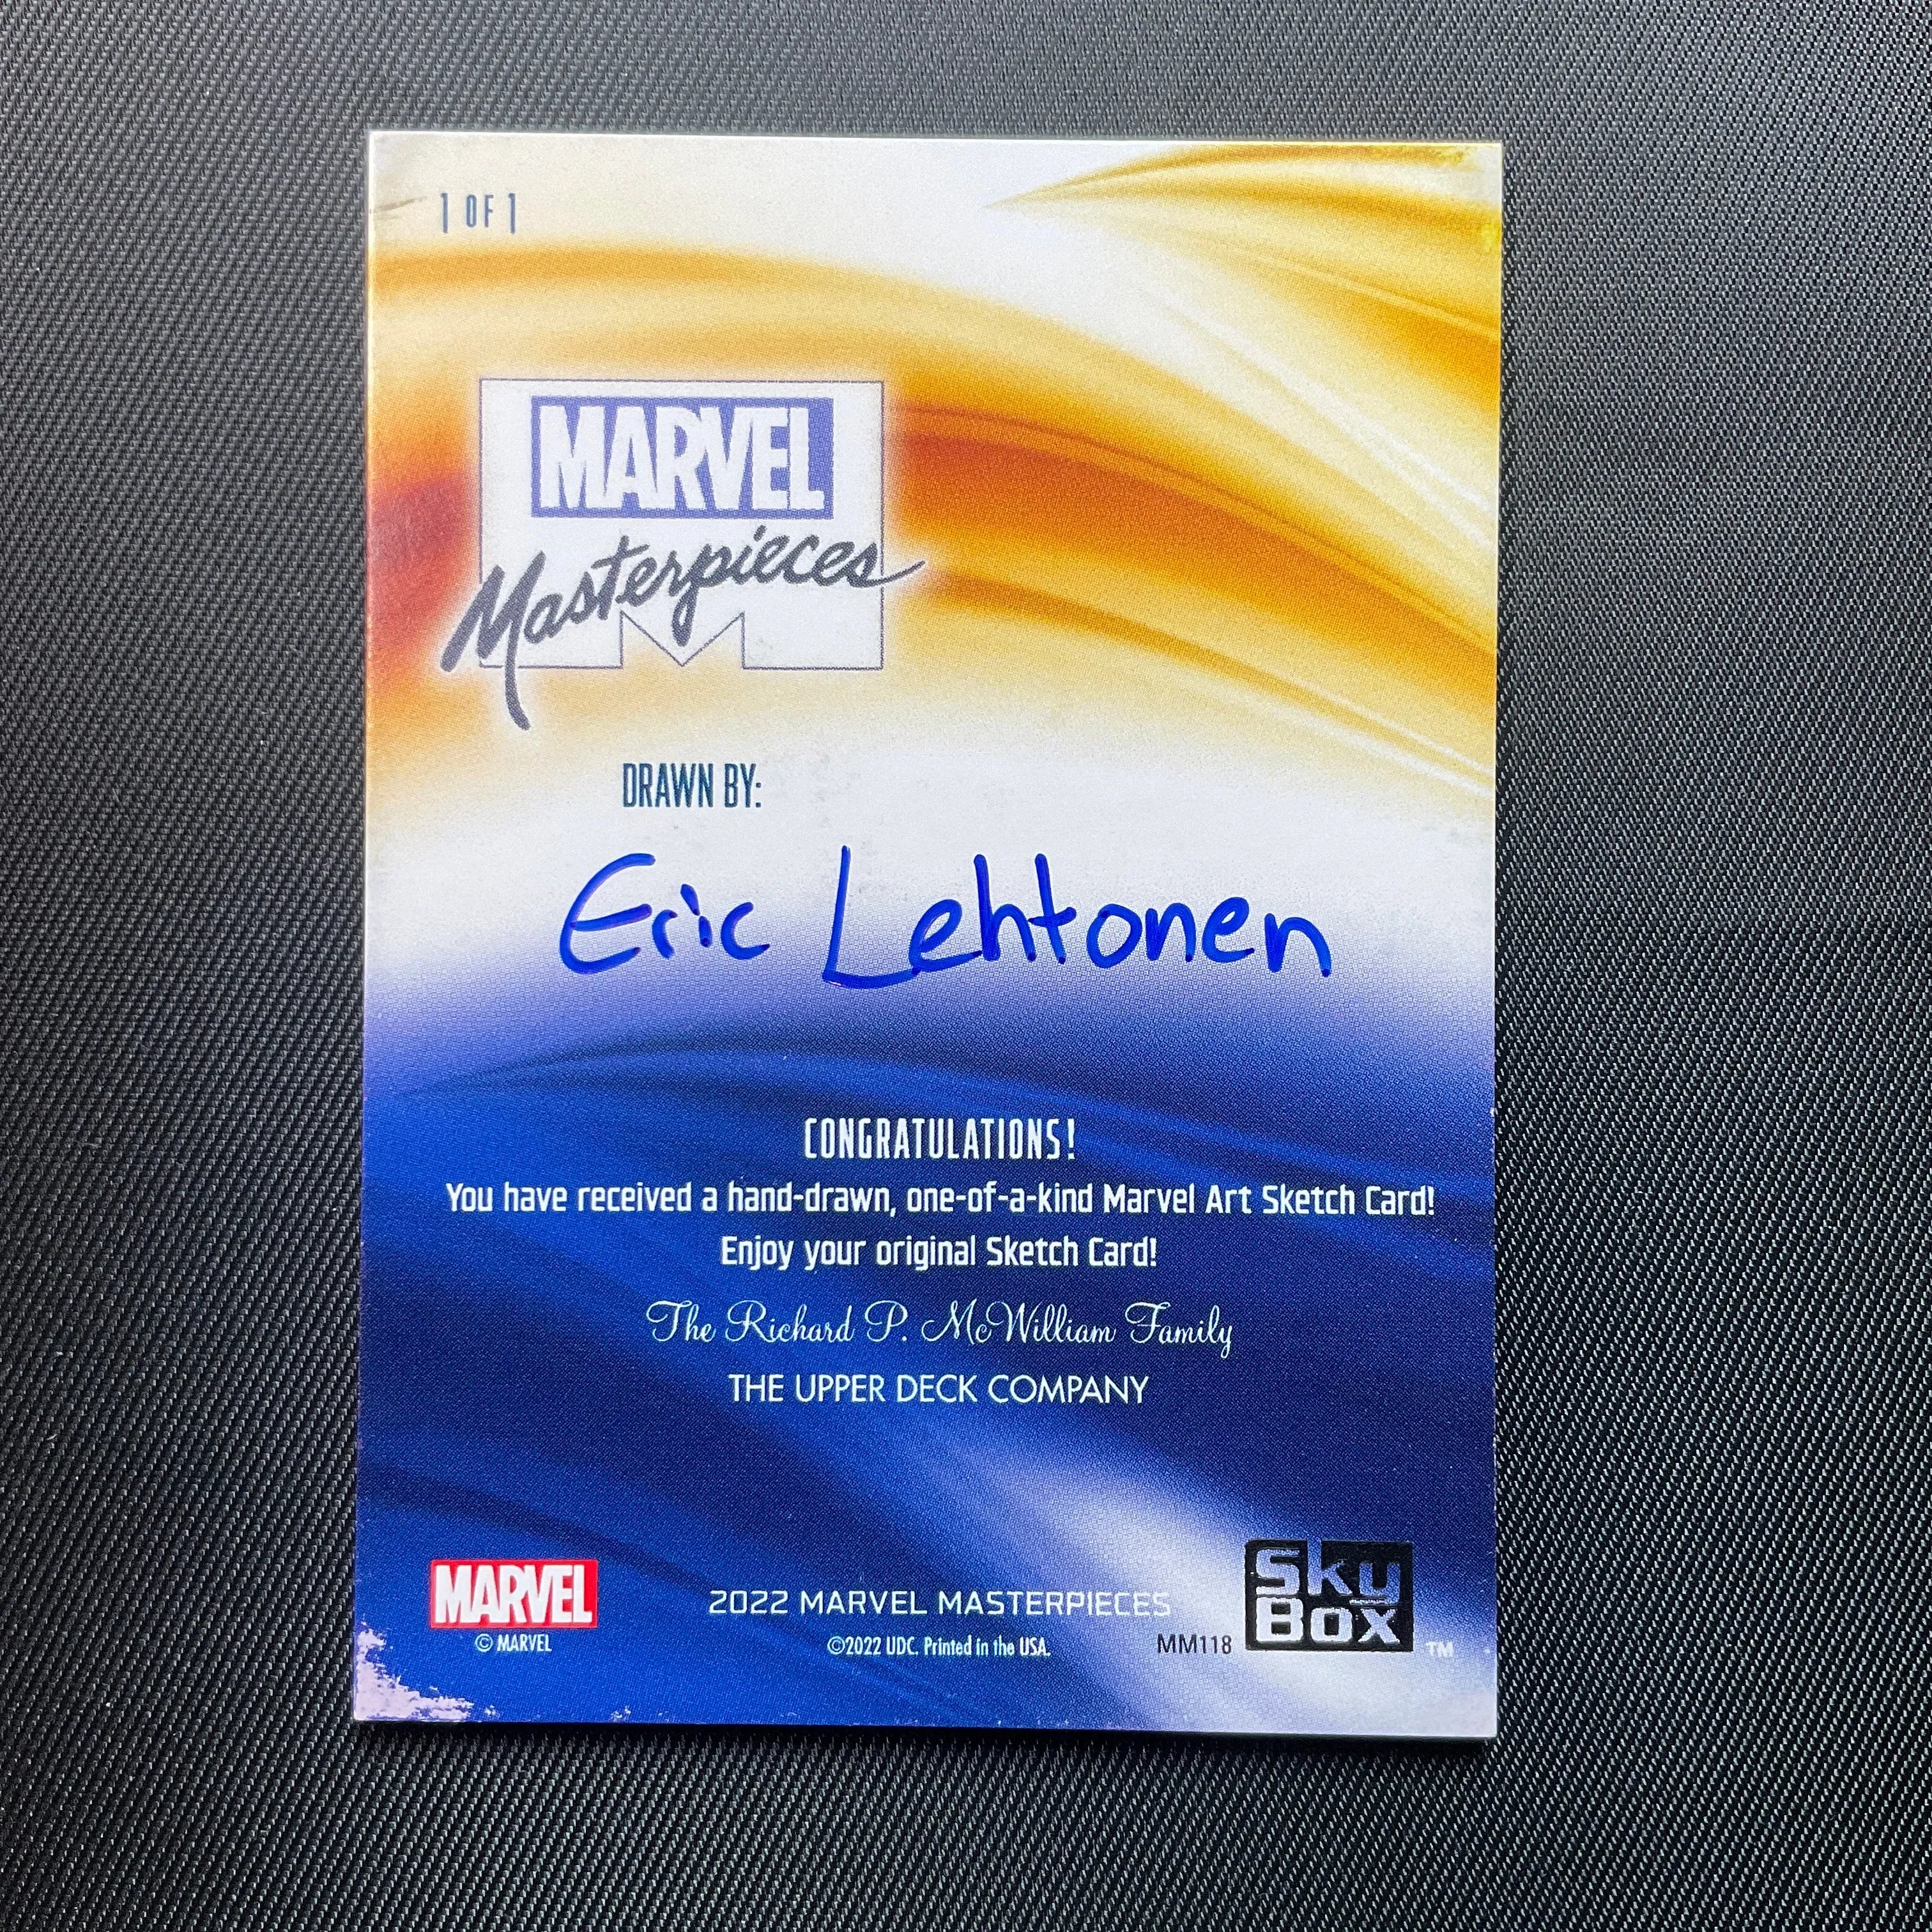 1 OF 1
MARVEL
Masterpieces
DRAWN BY:
Eric Lehtonen
CONGRATULATIONS!
You have received a hand-drawn, one-of-a-kind Marvel Art Sketch Card!
Enjoy your original Sketch Card!
The Richard P. McWilliam Family
THE UPPER DECK COMPANY
MARVEL
© MARVEL
2022 MARVEL MASTERPIECES
©2022 UDC. Printed in the USA.
MM118
Sky
Box
TM